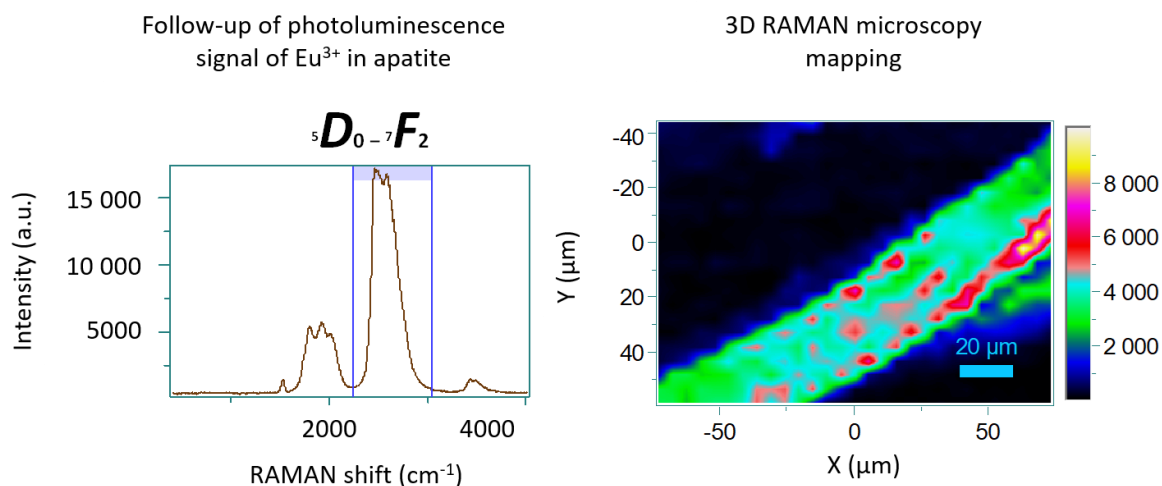 Follow-up of photoluminescence
signal of Eu³⁺ in apatite
⁵D₀ – ⁷F₂
Intensity (a.u.)
15 000
10 000
5000
2000 4000
RAMAN shift (cm⁻¹)
3D RAMAN microscopy
mapping
Y (µm)
-40
-20
0
20
40
20 µm
-50 0 50
X (µm)
8 000
6 000
4 000
2 000